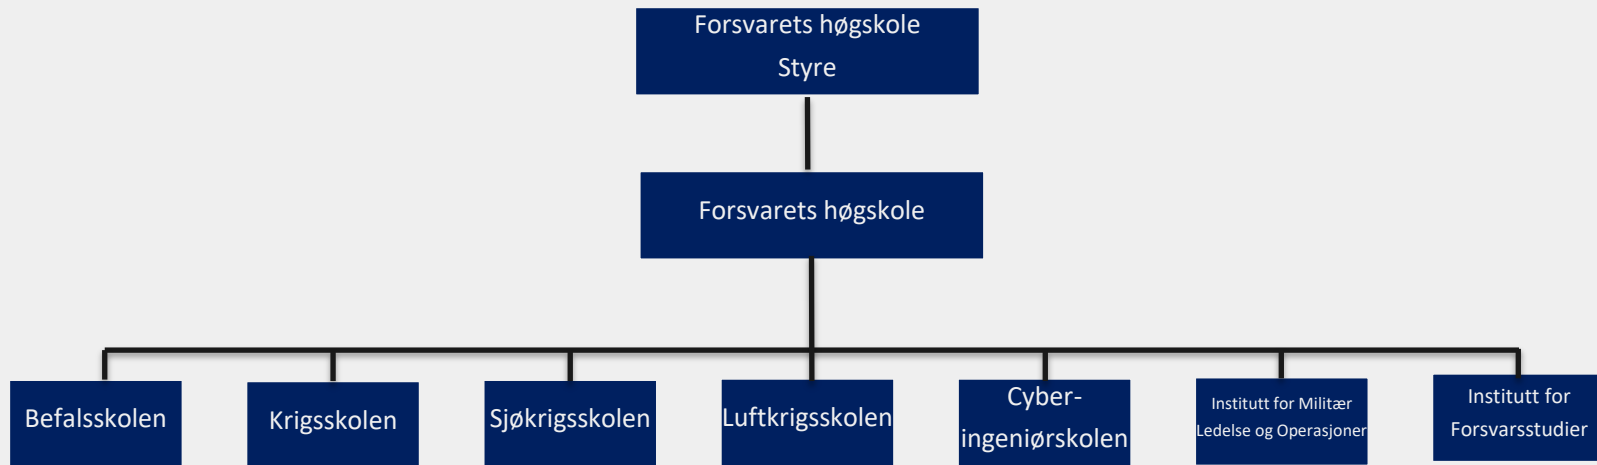 Forsvarets høgskole
Styre
Forsvarets høgskole
Befalsskolen
Krigsskolen
Sjøkrigsskolen
Luftkrigsskolen
Cyber-
ingeniørskolen
Institutt for Militær
Ledelse og Operasjoner
Institutt for
Forsvarsstudier